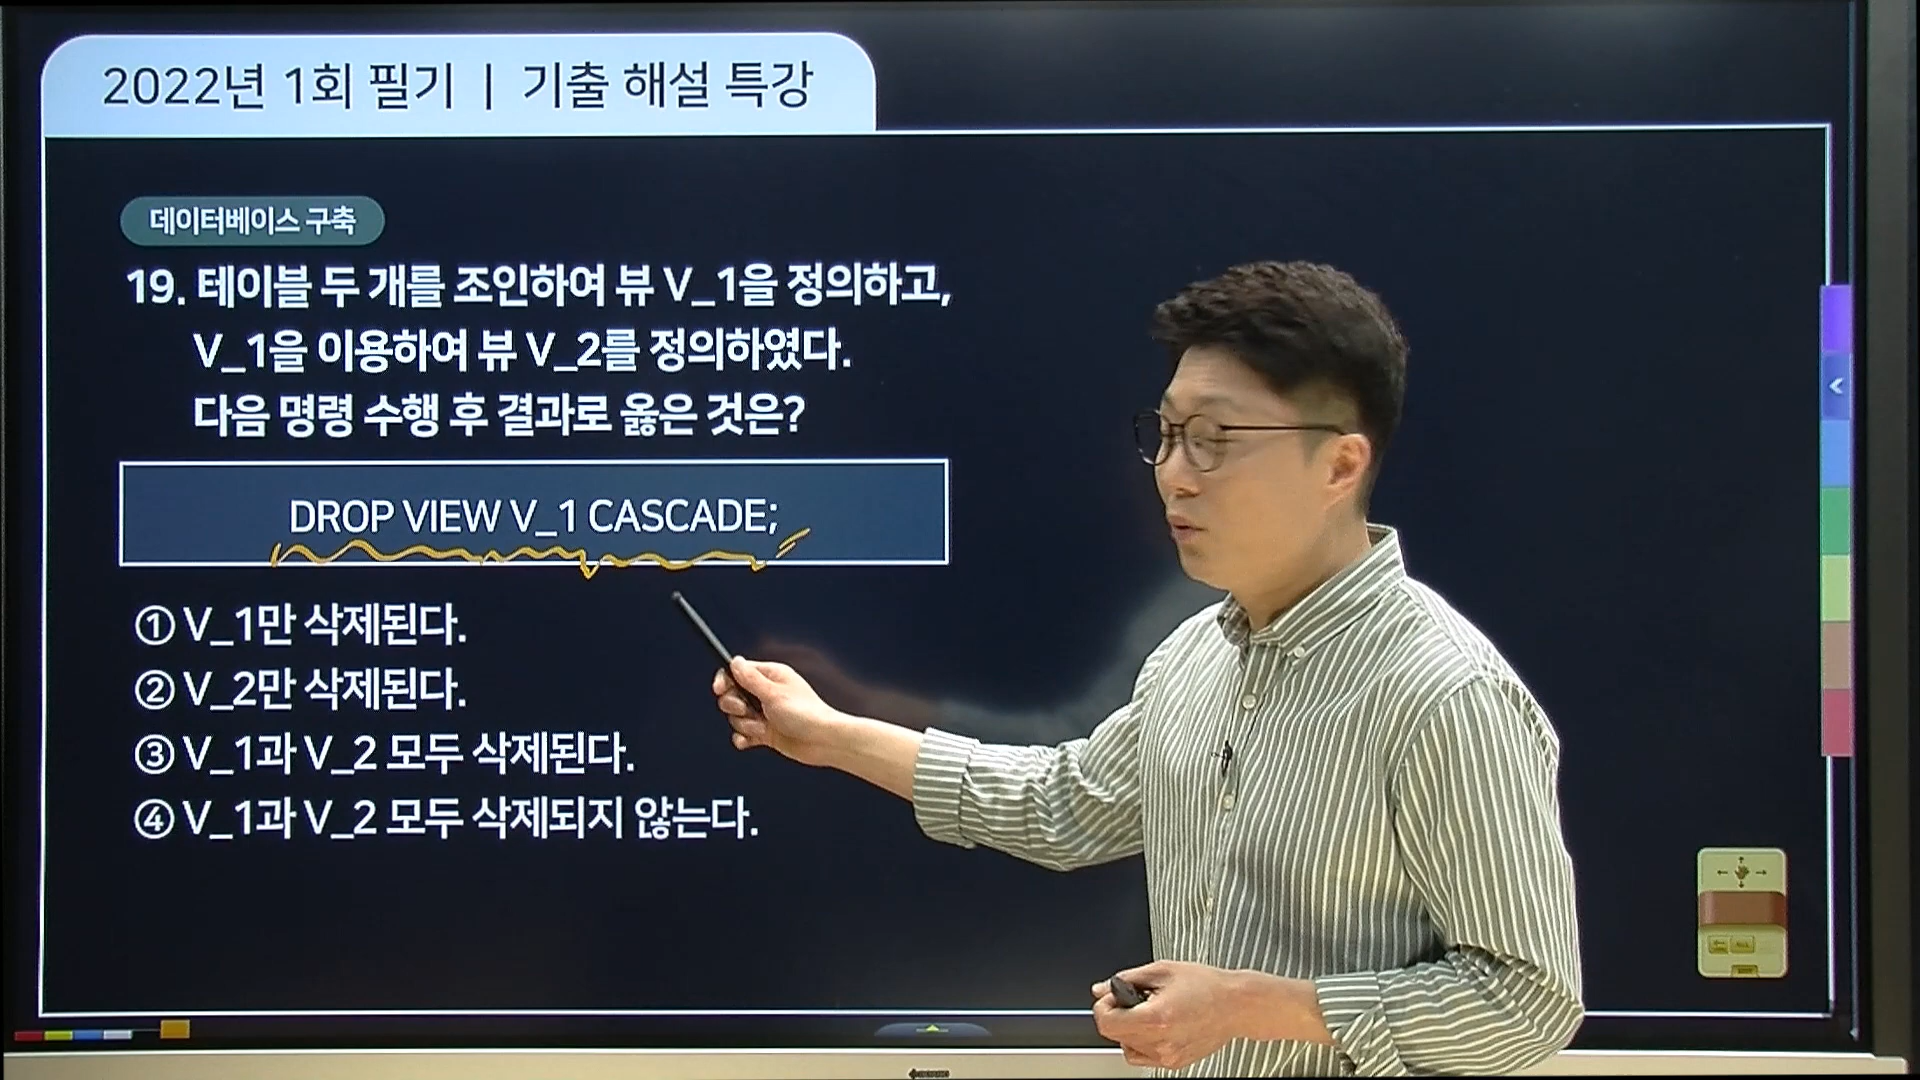 2022년 1회 필기 | 기출 해설 특강
데이터베이스 구축
19. 테이블 두 개를 조인하여 뷰 V_1을 정의하고,
V_1을 이용하여 뷰 V_2를 정의하였다.
다음 명령 수행 후 결과로 옳은 것은?
DROP VIEW V_1 CASCADE;
① V_1만 삭제된다.
② V_2만 삭제된다.
③ V_1과 V_2 모두 삭제된다.
④ V_1과 V_2 모두 삭제되지 않는다.